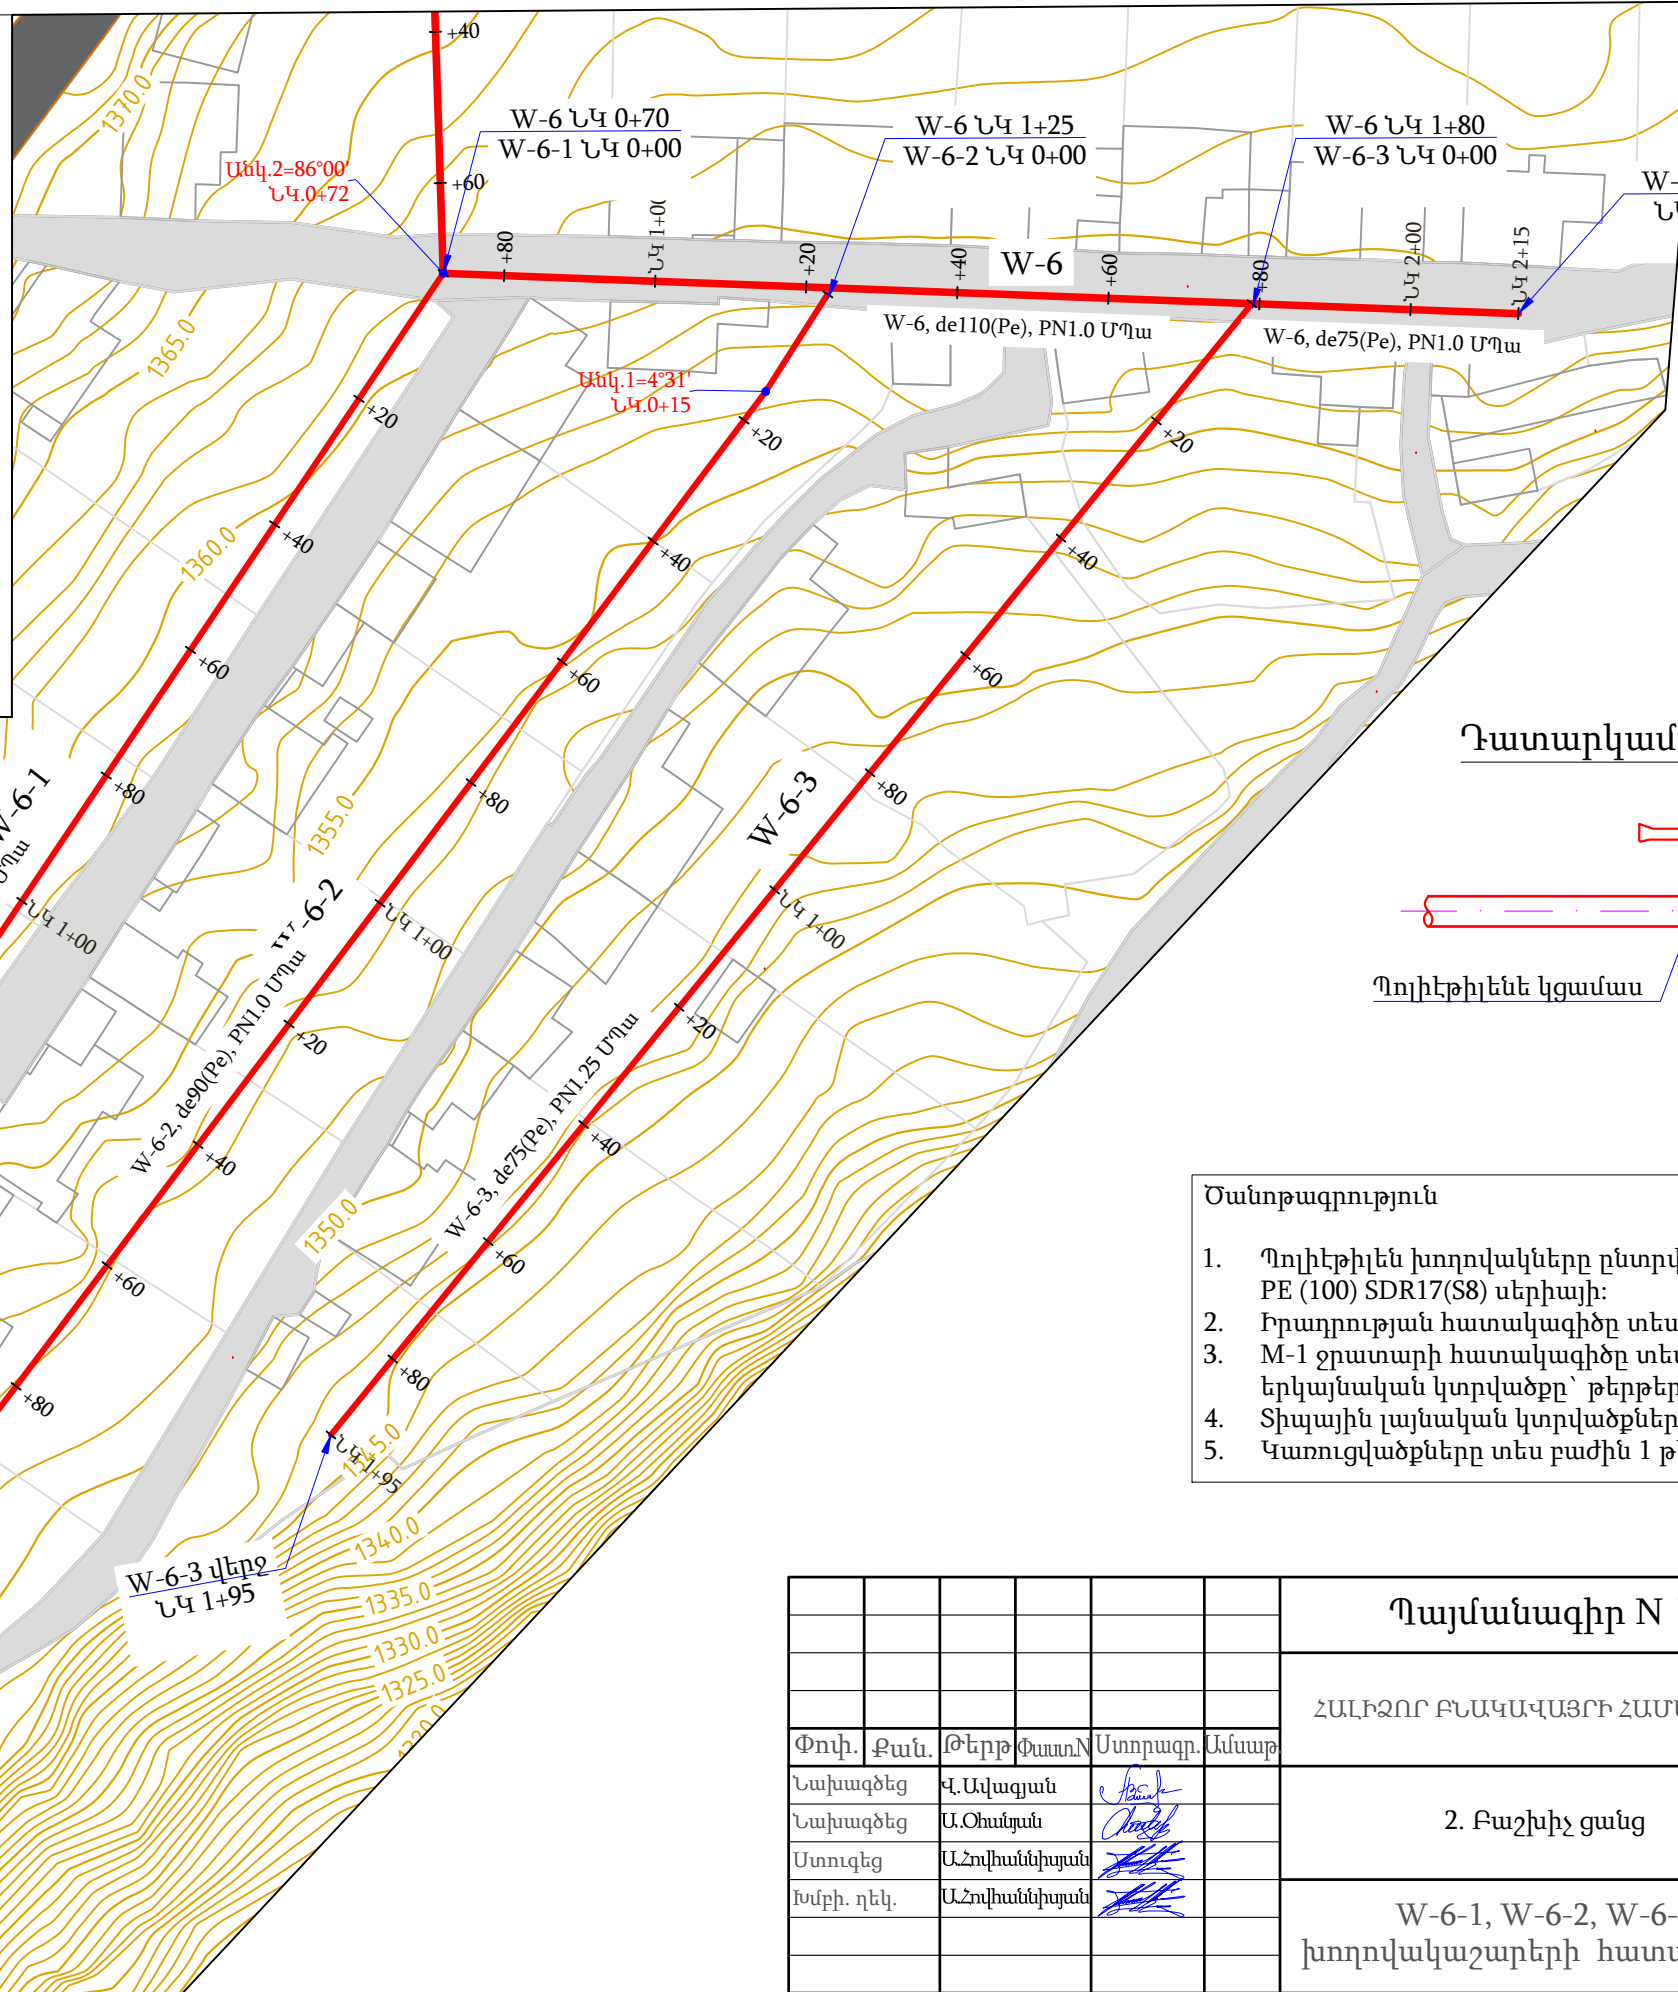 +40
1370.0
W-6 ՆԿ 0+70
W-6-1 ՆԿ 0+00
W-6 ՆԿ 1+25
W-6-2 ՆԿ 0+00
W-6 ՆԿ 1+80
W-6-3 ՆԿ 0+00
Անկ.2=86°00'
ՆԿ.0+72
+60
+80
+20
+40
W-6
+60
+80
ՆԿ 2+00
ՆԿ 2+15
W-6, de110(Pe), PN1.0 ՄՊա
W-6, de75(Pe), PN1.0 ՄՊա
1365.0
Անկ.1=4°31'
ՆԿ.0+15
+20
+20
+20
1360.0
+40
+40
+40
+60
+60
+60
W-6-1
+80
+80
+80
1355.0
W-6-3
Պոլիէթիլենե կցամաս
W-6-2
ՆԿ 1+00
ՆԿ 1+00
ՆԿ 1+00
W-6-2, de90(Pe), PN1.0 ՄՊա
W-6-3, de75(Pe), PN1.25 ՄՊա
+20
+20
+40
+40
1350.0
+60
+60
+80
+80
ՆԿ 1+95
1340.0
W-6-3 վերջ
ՆԿ 1+95
1335.0
1330.0
1325.0
Ծանոթագրություն
1. Պոլիէթիլեն խողովակները
PE (100) SDR17(S8) սերիայի:
2. Իրադրության հատակագիծը տես
3. M-1 ջրատարի հատակագիծը
երկայնական կտրվածքը՝
4. Տիպային լայնական
5. Կառուցվածքները տես բաժին 1
Պայմանագիր N
ՀԱԼԻՁՈՐ ԲՆԱԿԱՎԱՅՐԻ
Փոփ. Քան. Թերթ Փաստ.N Ստորագր. Ամսաթ.
Նախագծեց Վ.Ավագյան
Նախագծեց Ա.Օհանյան
Ստուգեց Ա.Հովհաննիսյան
Խմբի. ղեկ. Ա.Հովհաննիսյան
2. Բաշխիչ ցանց
W-6-1, W-6-2,
խողովակաշարերի